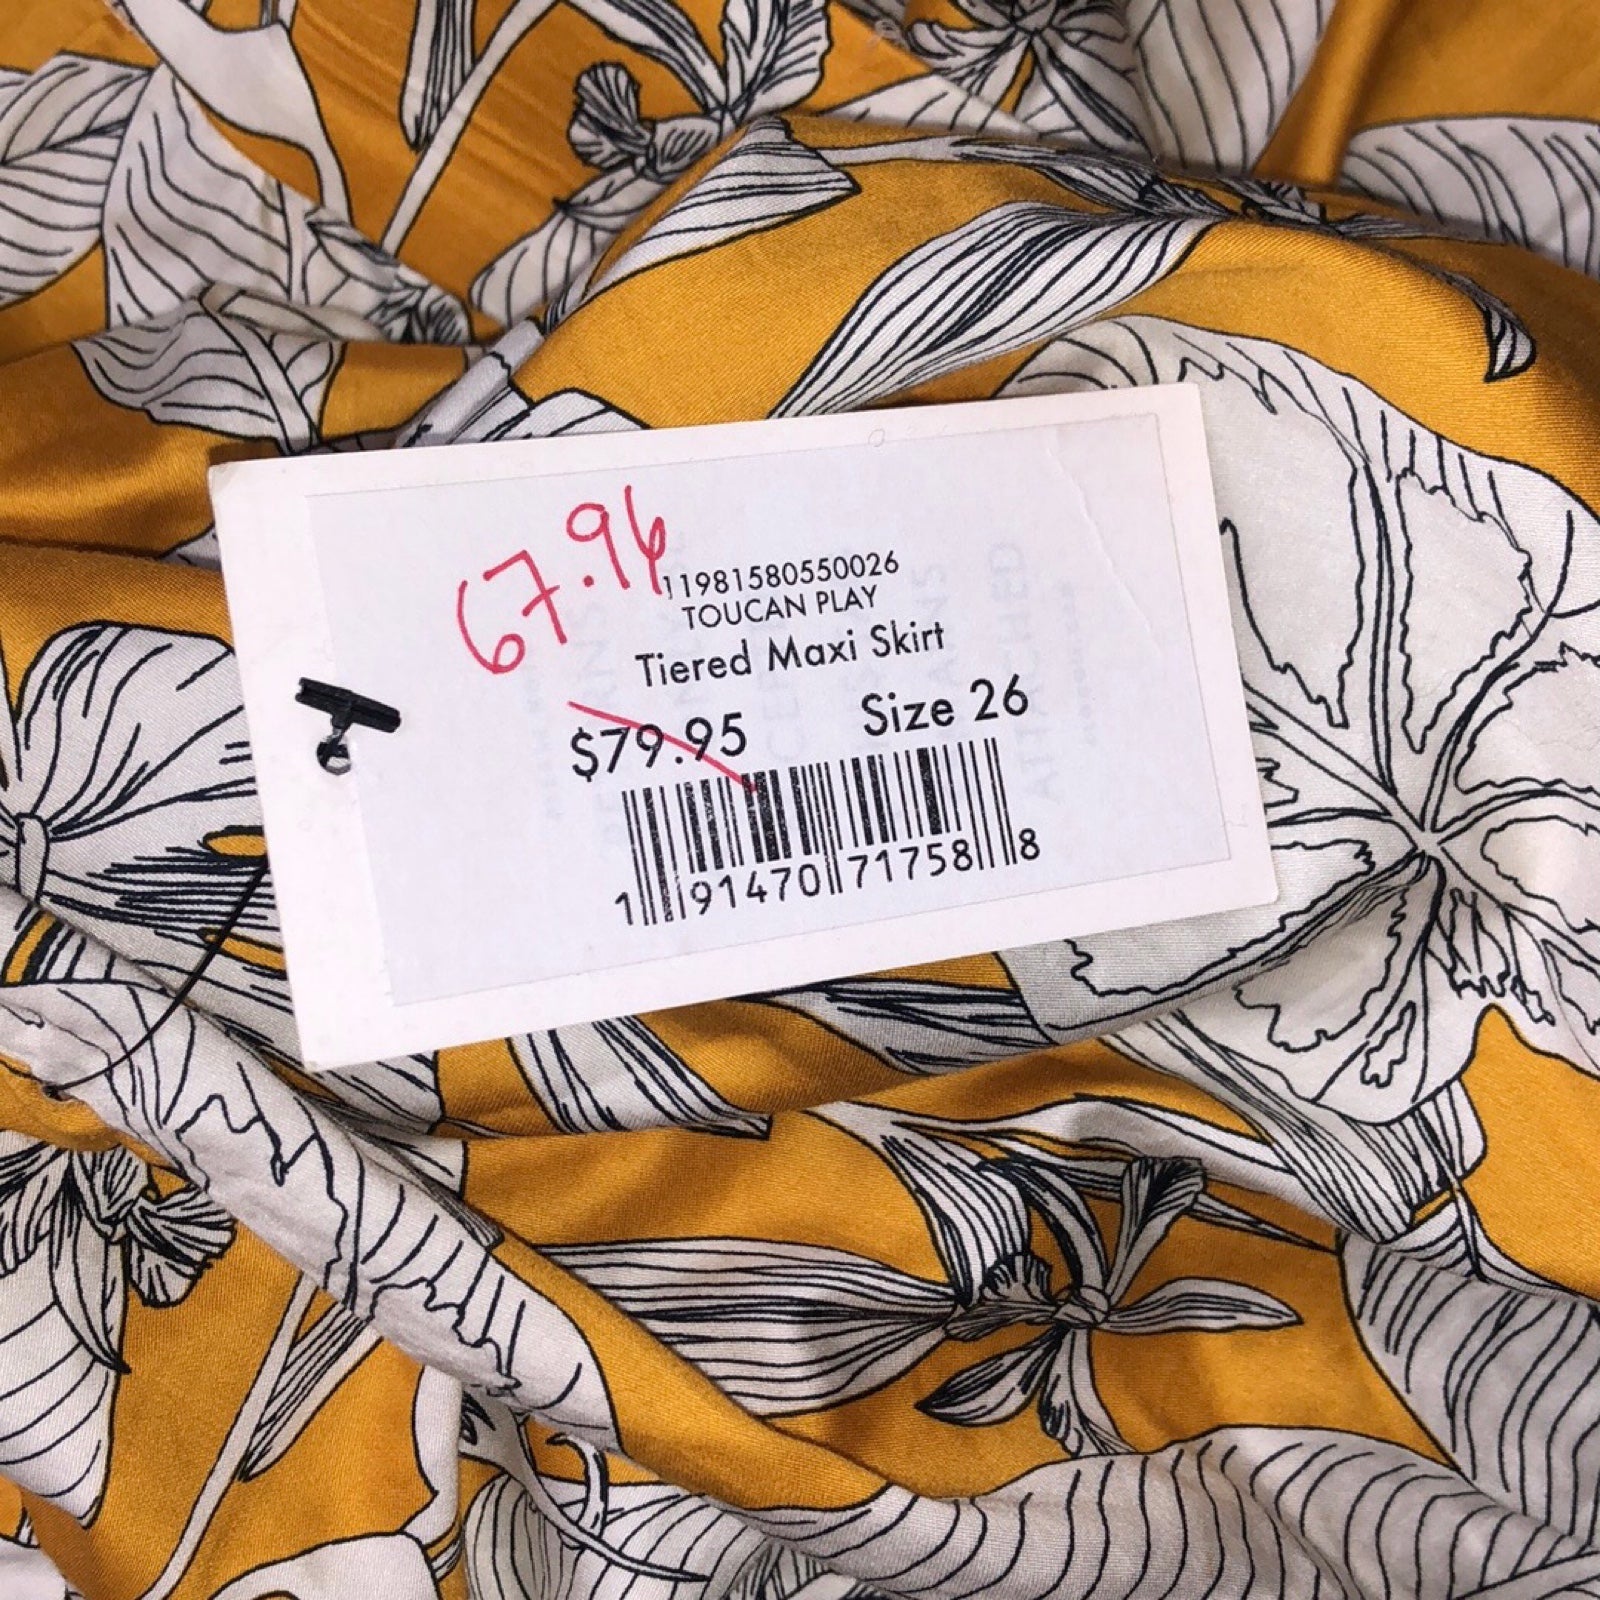 67.96
11981580550026
TOUCAN PLAY
Tiered Maxi Skirt
$79.95 Size 26
1 91470 71758 8